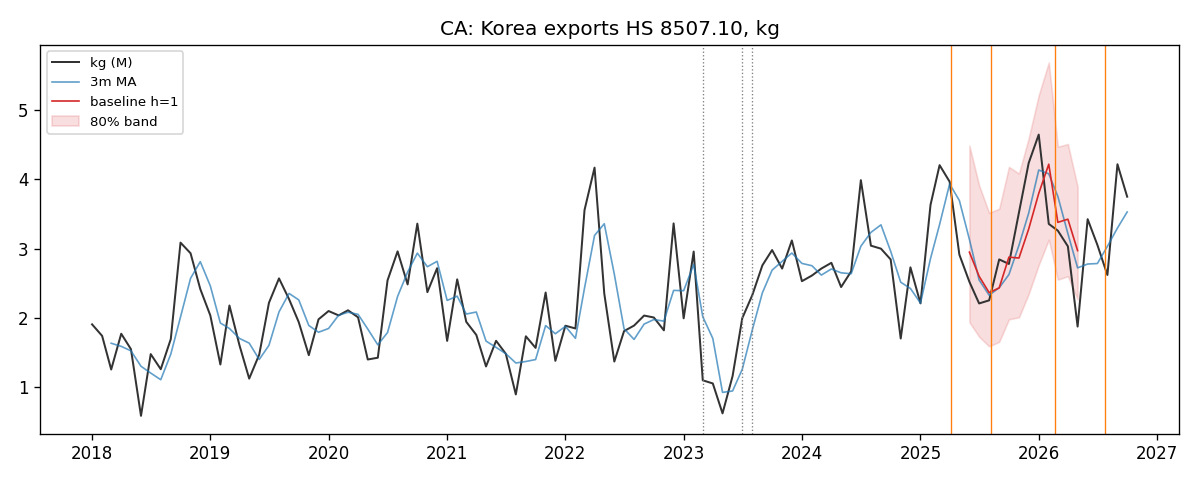 CA: Korea exports HS 8507.10, kg
kg (M)
3m MA
baseline h=1
80% band
5
4
3
2
1
2018 2019 2020 2021 2022 2023 2024 2025 2026 2027